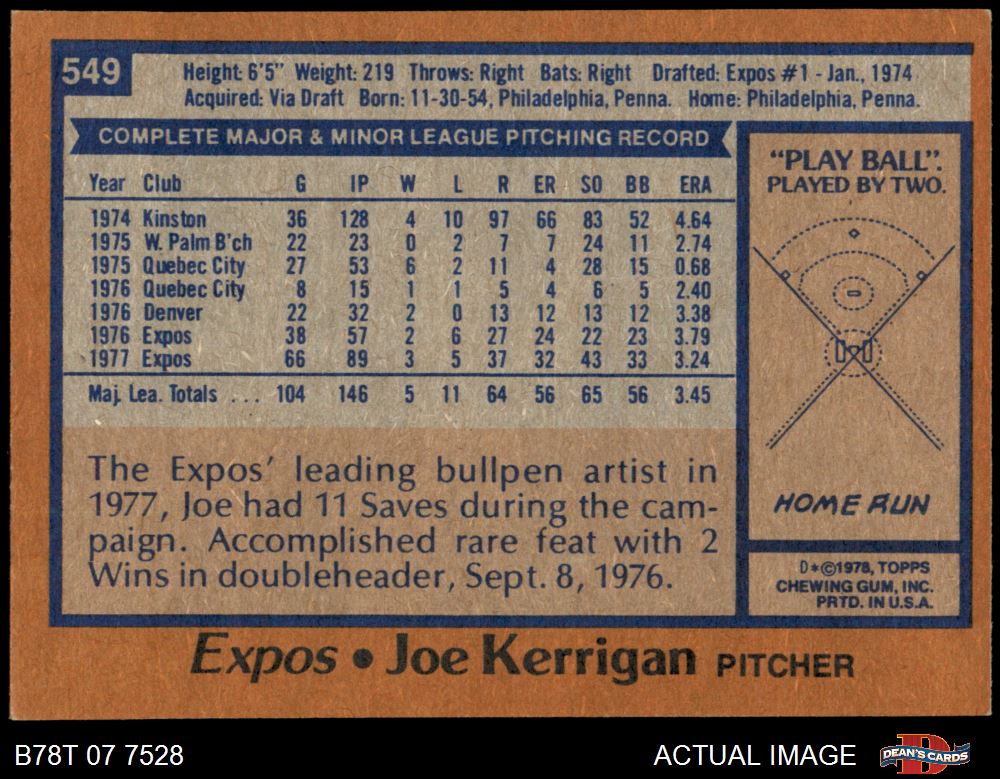 549
Height: 6'5" Weight: 219 Throws: Right Bats: Right Drafted: Expos #1 - Jan., 1974
Acquired: Via Draft Born: 11-30-54, Philadelphia, Penna. Home: Philadelphia, Penna.
COMPLETE MAJOR & MINOR LEAGUE PITCHING RECORD
Year Club G IP W L R ER SO BB ERA
1974 Kinston 36 128 4 10 97 66 83 52 4.64
1975 W. Palm B'ch 22 23 0 2 7 7 24 11 2.74
1975 Quebec City 27 53 6 2 11 4 28 15 0.68
1976 Quebec City 8 15 1 1 5 4 6 5 2.40
1976 Denver 22 32 2 0 13 12 13 12 3.38
1976 Expos 38 57 2 6 27 24 22 23 3.79
1977 Expos 66 89 3 5 37 32 43 33 3.24
Maj. Lea. Totals ... 104 146 5 11 64 56 65 56 3.45
The Expos' leading bullpen artist in
1977, Joe had 11 Saves during the cam-
paign. Accomplished rare feat with 2
Wins in doubleheader, Sept. 8, 1976.
"PLAY BALL".
PLAYED BY TWO.
HOME RUN
D*©1978, TOPPS
CHEWING GUM, INC.
PRTD. IN U.S.A.
Expos • Joe Kerrigan PITCHER
B78T 07 7528
ACTUAL IMAGE
D
DEAN'S CARDS